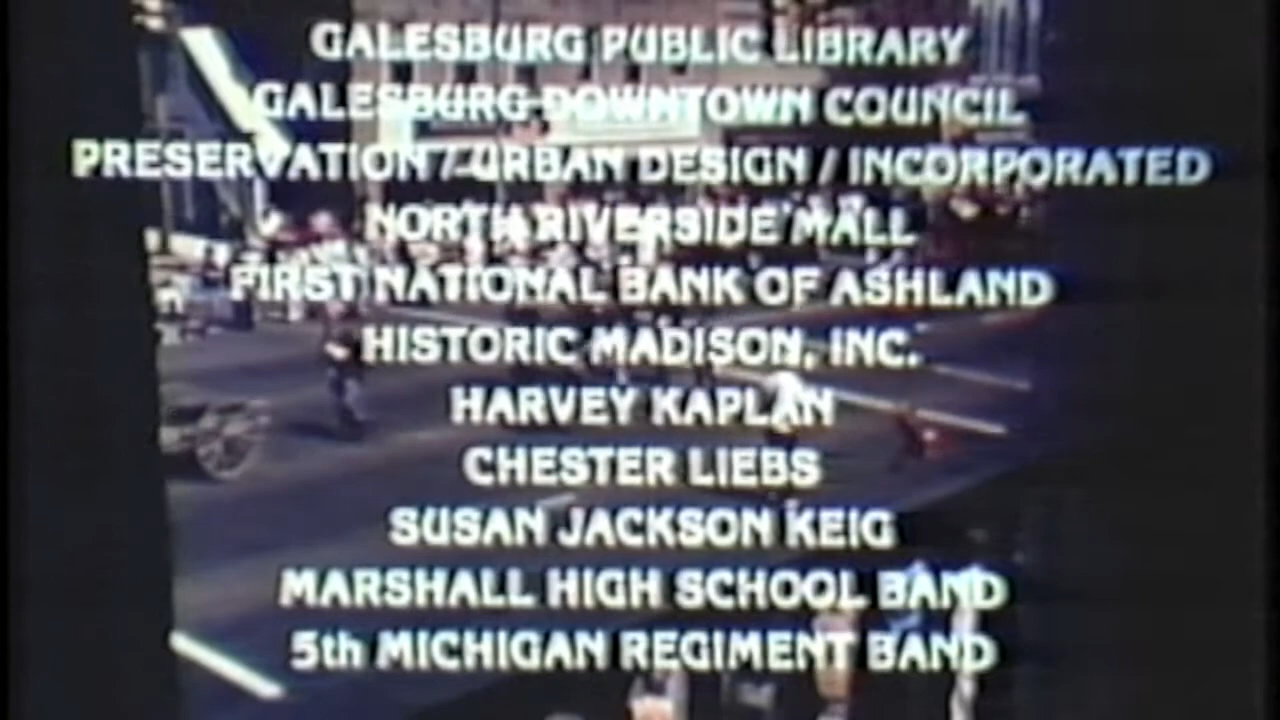 GALESBURG PUBLIC LIBRARY
GALESBURG DOWNTOWN COUNCIL
PRESERVATION / URBAN DESIGN / INCORPORATED
NORTH RIVERSIDE MALL
FIRST NATIONAL BANK OF ASHLAND
HISTORIC MADISON, INC.
HARVEY KAPLAN
CHESTER LIEBS
SUSAN JACKSON KEIG
MARSHALL HIGH SCHOOL BAND
5th MICHIGAN REGIMENT BAND